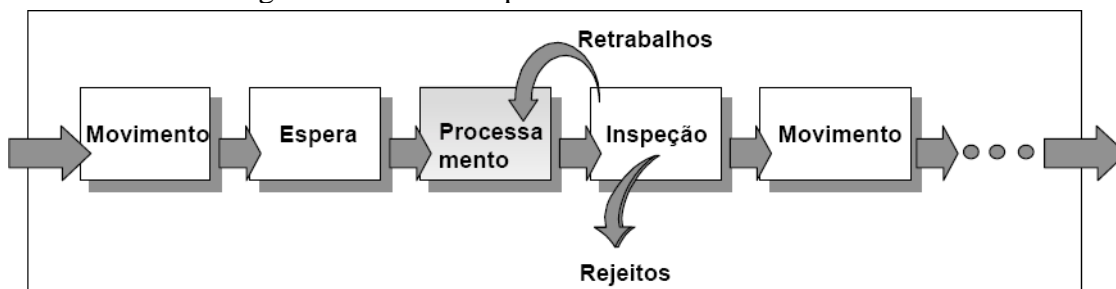 Retrabalhos
Movimento
Espera
Processa
mento
Inspeção
Movimento
Rejeitos